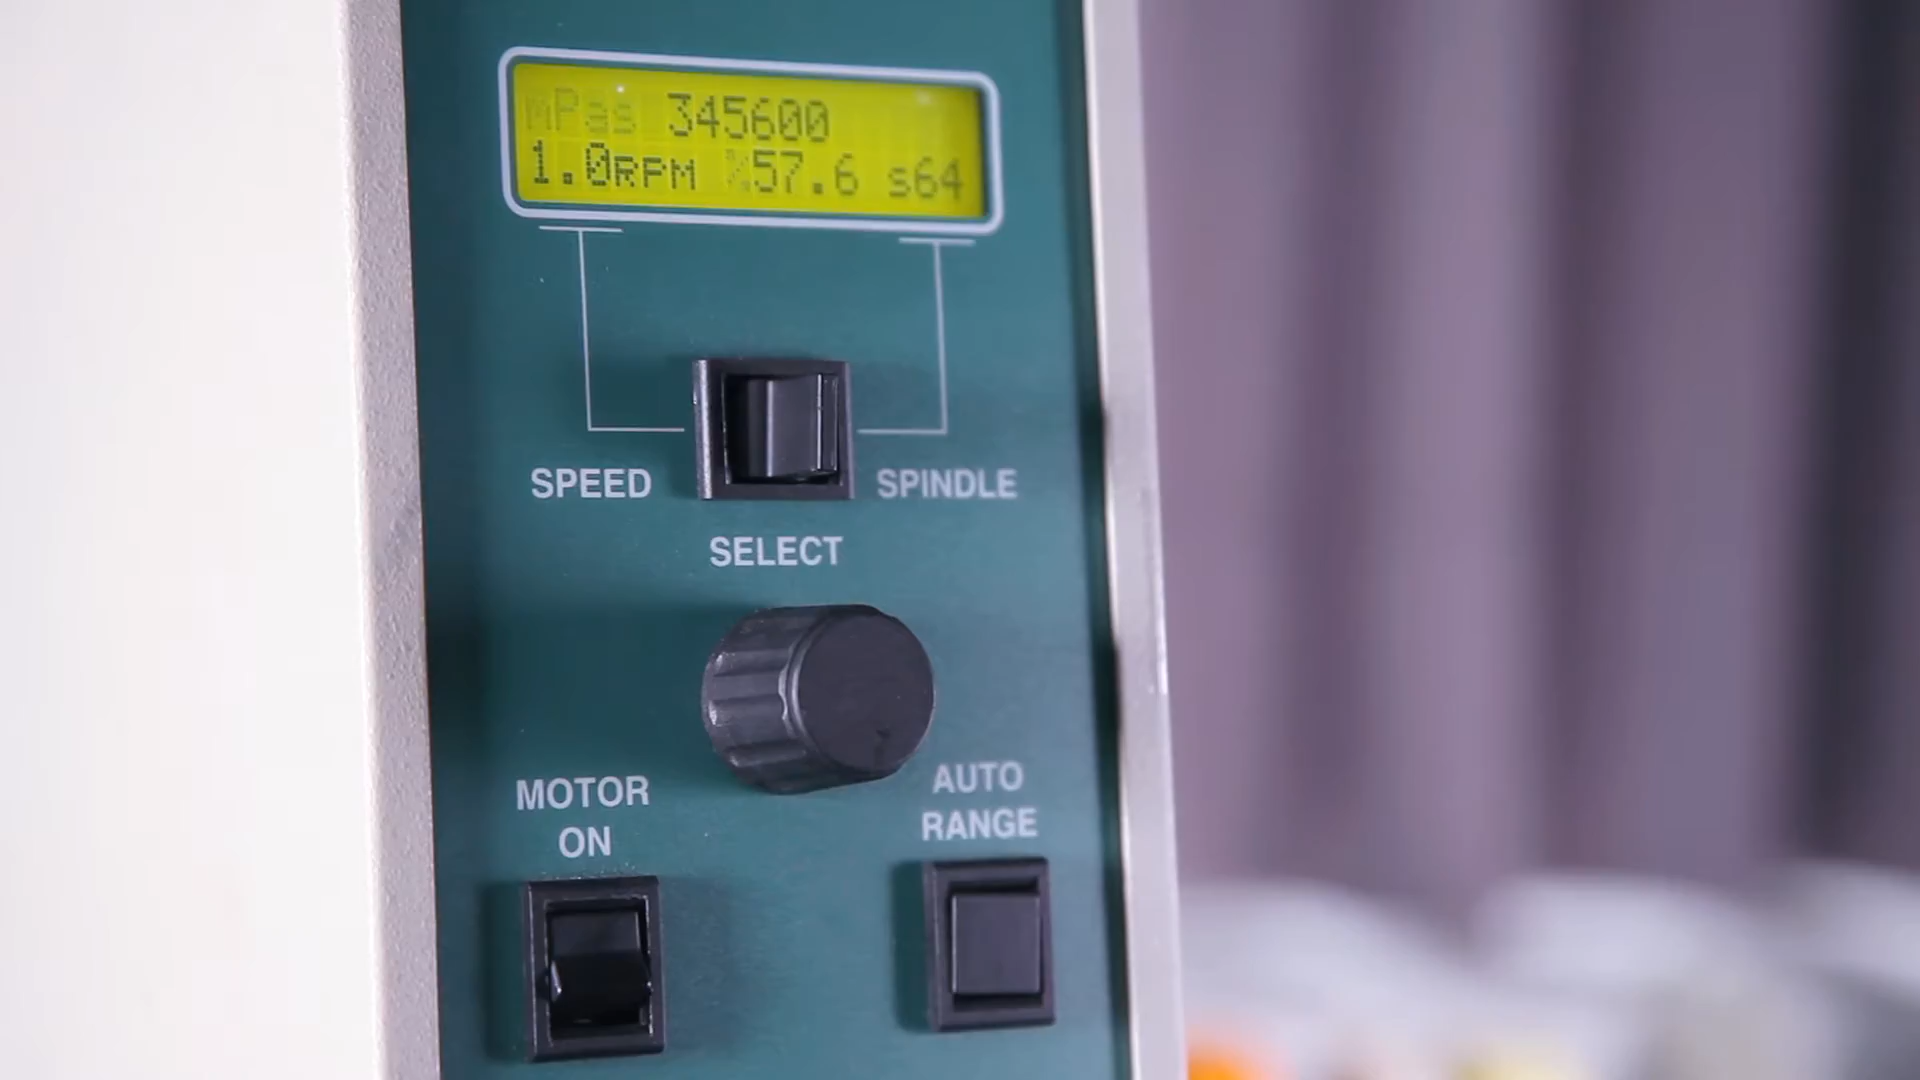 mPas 345600
1.0RPM %57.6 s64
SPEED
SPINDLE
SELECT
MOTOR
ON
AUTO
RANGE